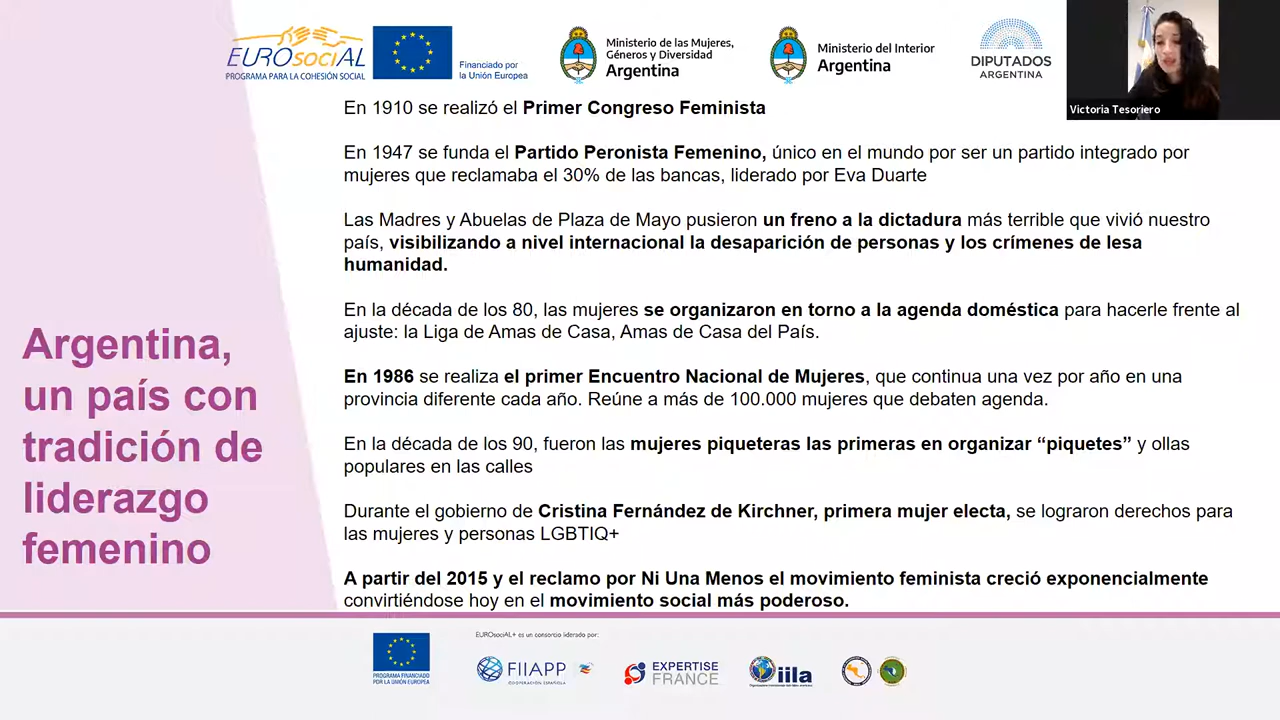 EUROsociAL
PROGRAMA PARA LA COHESIÓN SOCIAL
Financiado por
la Unión Europea
Ministerio de las Mujeres,
Géneros y Diversidad
Argentina
Ministerio del Interior
Argentina
DIPUTADOS
ARGENTINA
Victoria Tesoriero
En 1910 se realizó el Primer Congreso Feminista
En 1947 se funda el Partido Peronista Femenino, único en el mundo por ser un partido integrado por
mujeres que reclamaba el 30% de las bancas, liderado por Eva Duarte
Las Madres y Abuelas de Plaza de Mayo pusieron un freno a la dictadura más terrible que vivió nuestro
país, visibilizando a nivel internacional la desaparición de personas y los crímenes de lesa
humanidad.
En la década de los 80, las mujeres se organizaron en torno a la agenda doméstica para hacerle frente al
ajuste: la Liga de Amas de Casa, Amas de Casa del País.
En 1986 se realiza el primer Encuentro Nacional de Mujeres, que continua una vez por año en una
provincia diferente cada año. Reúne a más de 100.000 mujeres que debaten agenda.
En la década de los 90, fueron las mujeres piqueteras las primeras en organizar “piquetes” y ollas
populares en las calles
Durante el gobierno de Cristina Fernández de Kirchner, primera mujer electa, se lograron derechos para
las mujeres y personas LGBTIQ+
A partir del 2015 y el reclamo por Ni Una Menos el movimiento feminista creció exponencialmente
convirtiéndose hoy en el movimiento social más poderoso.
Argentina,
un país con
tradición de
liderazgo
femenino
PROGRAMA FINANCIADO
POR LA UNIÓN EUROPEA
EUROsociAL+ es un consorcio liderado por:
FIIAPP
COOPERACIÓN ESPAÑOLA
EXPERTISE
FRANCE
iila